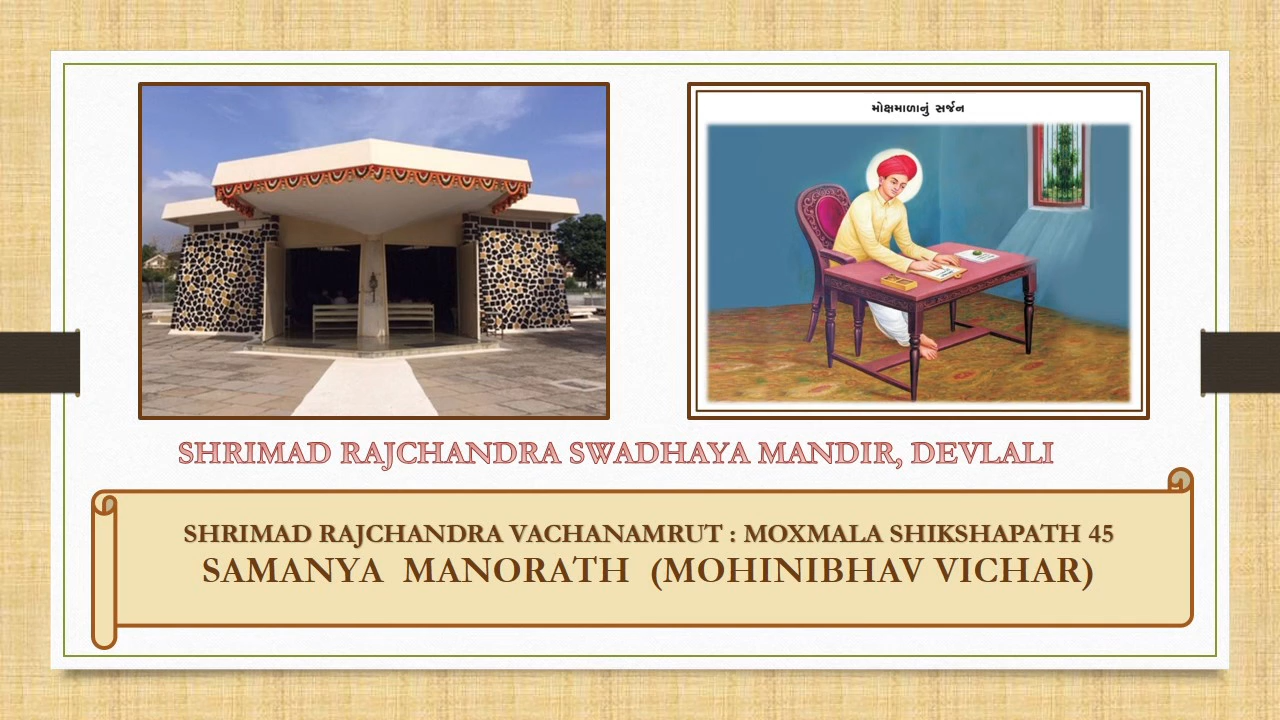 મોક્ષમાળાનું સર્જન
SHRIMAD RAJCHANDRA SWADHAYA MANDIR, DEVLALI
SHRIMAD RAJCHANDRA VACHANAMRUT : MOXMALA SHIKSHAPATH 45
SAMANYA MANORATH (MOHINIBHAV VICHAR)